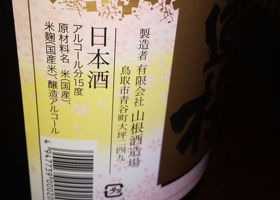 製造者 有限会社 山根酒造場
鳥取市青谷町大坪一四九
日本酒
アルコール分15度
原材料名 米(国産)、
米麹(国産米)、醸造アルコール